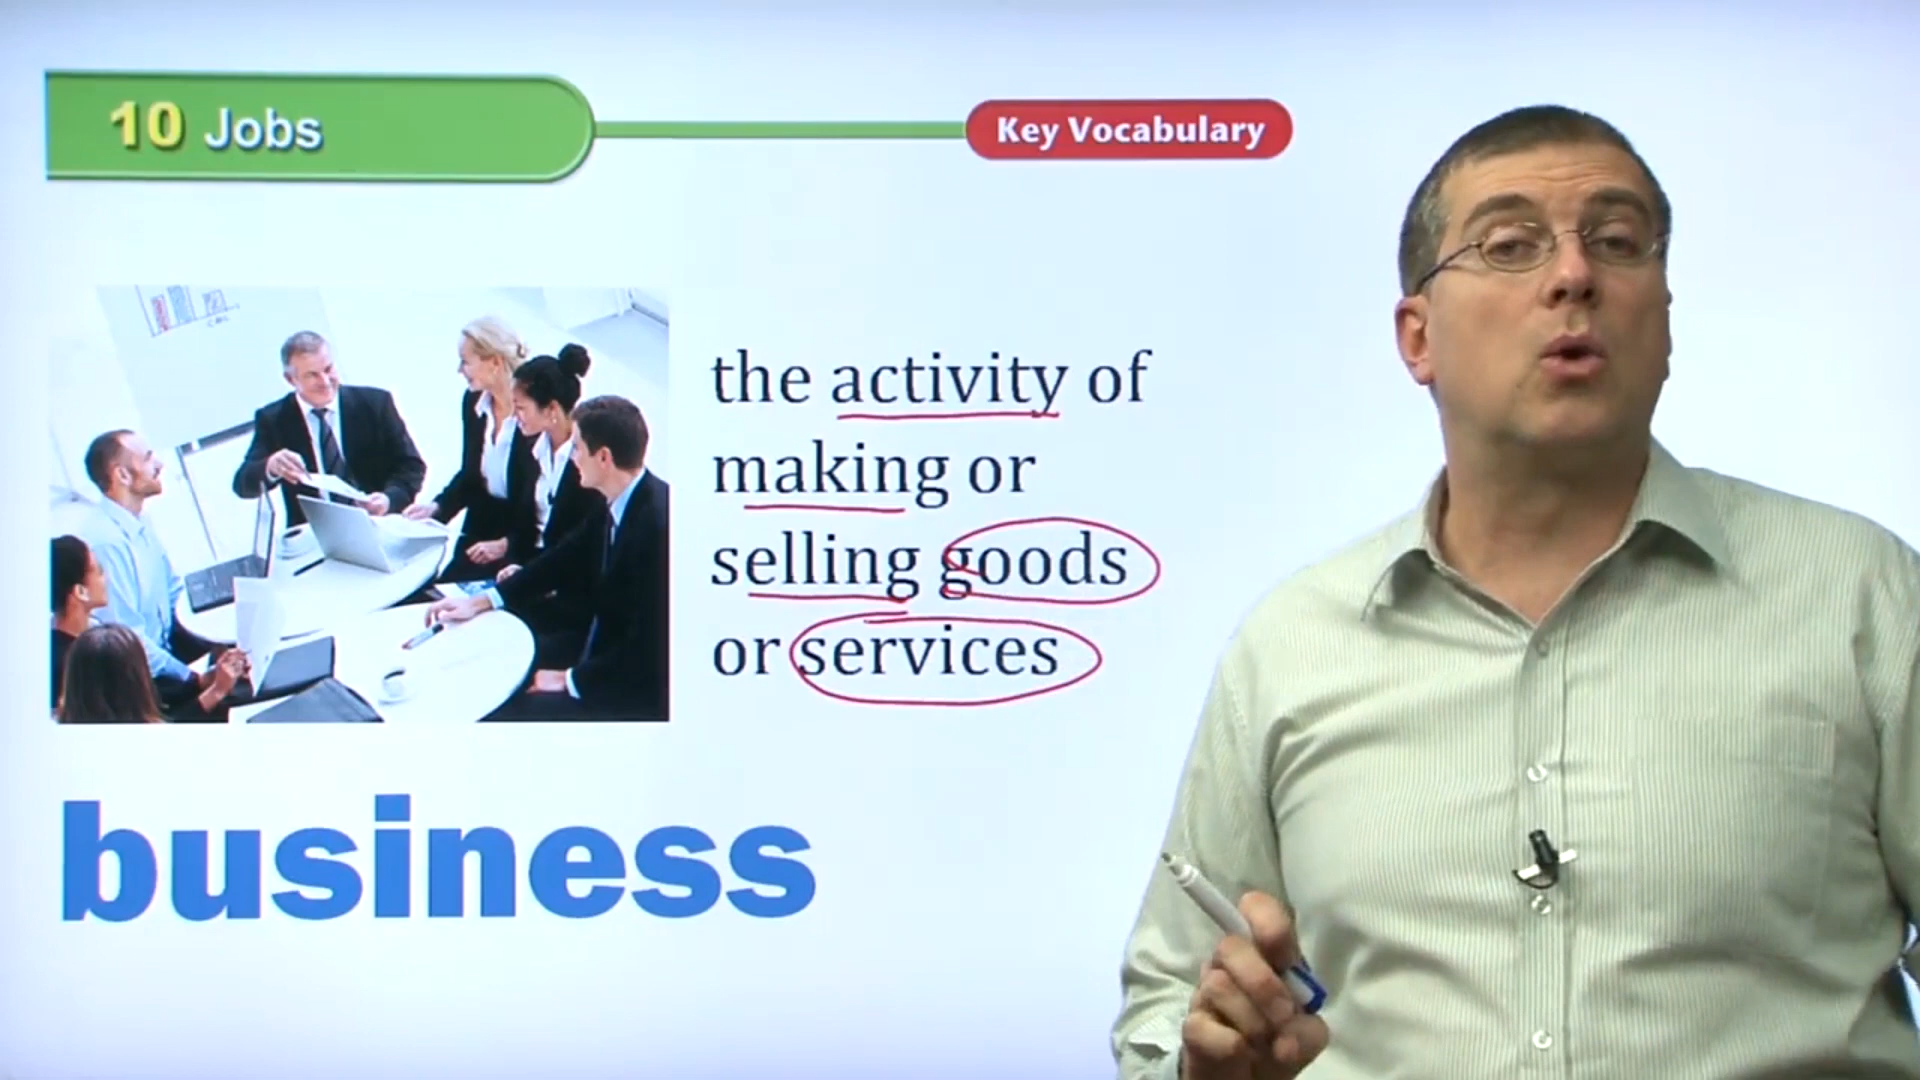 10 Jobs
Key Vocabulary
the activity of
making or
selling goods
or services
business